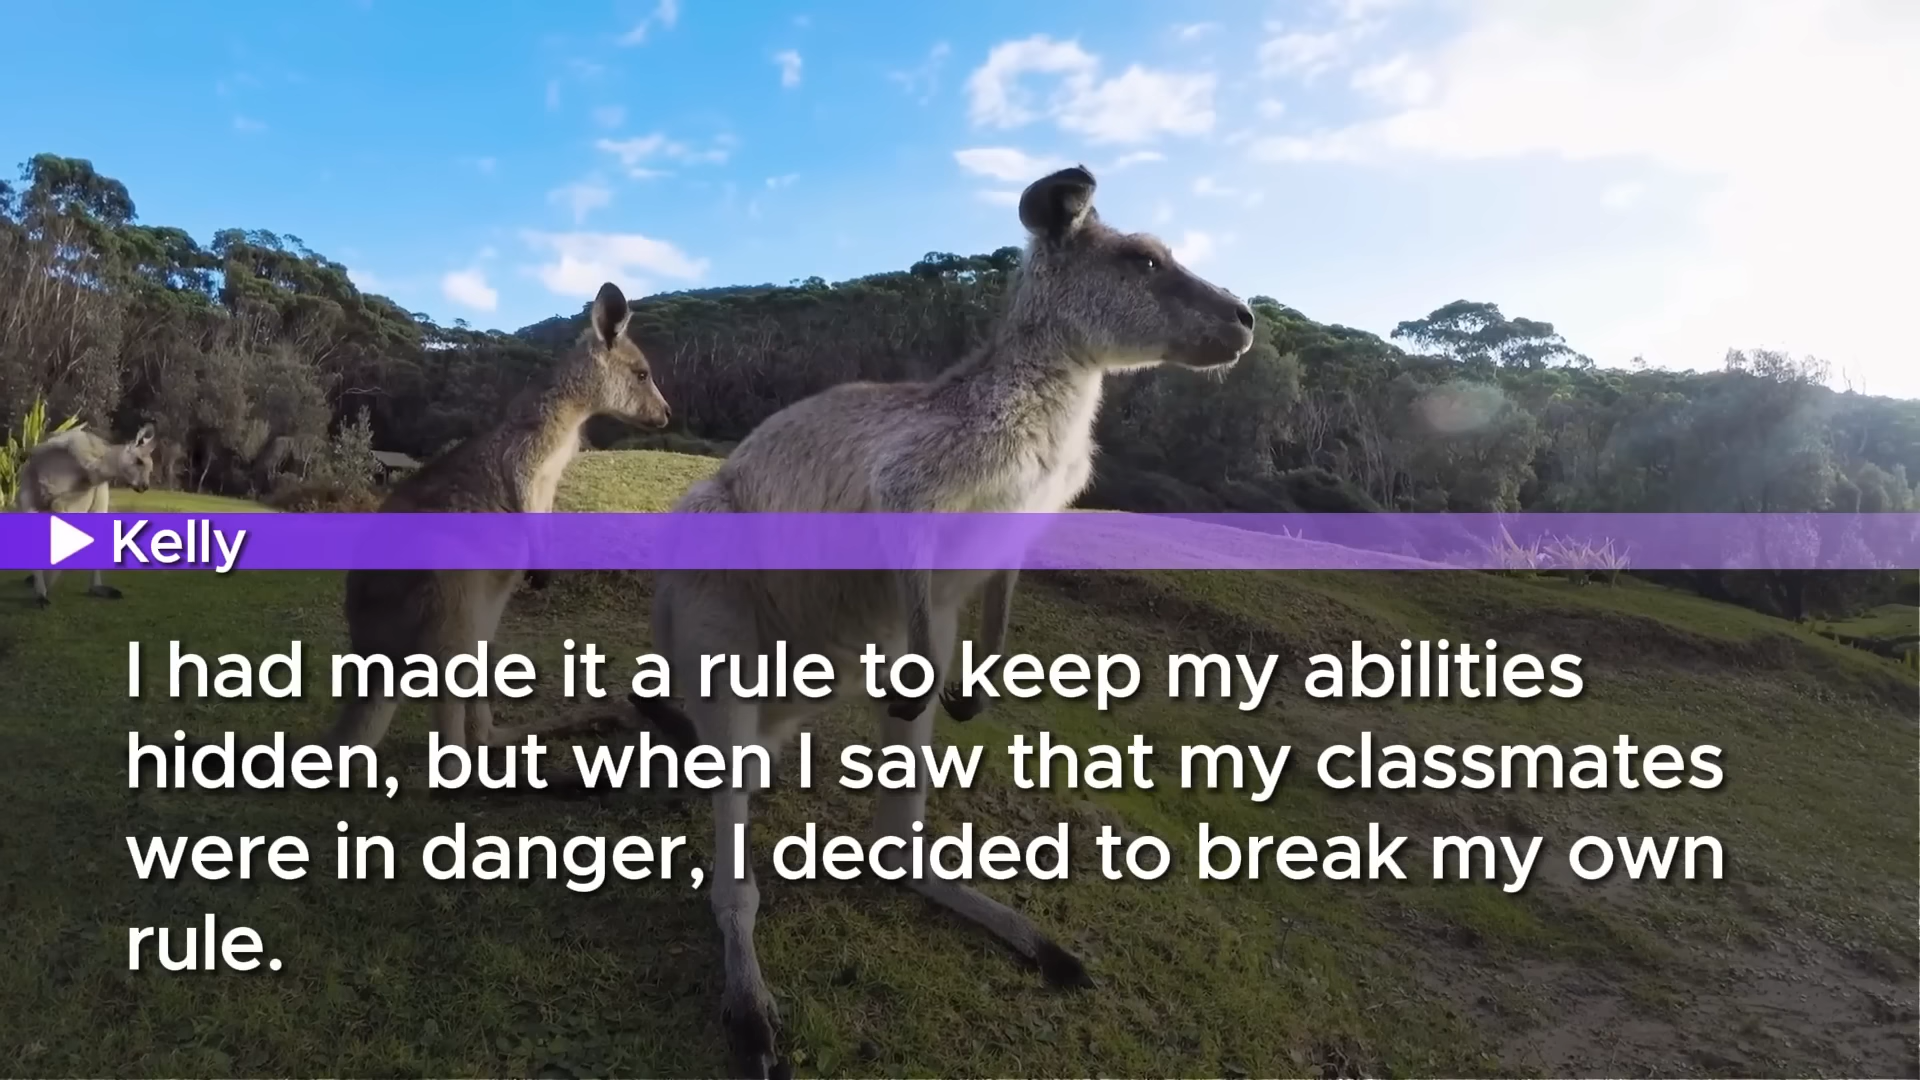 Kelly
I had made it a rule to keep my abilities
hidden, but when I saw that my classmates
were in danger, I decided to break my own
rule.